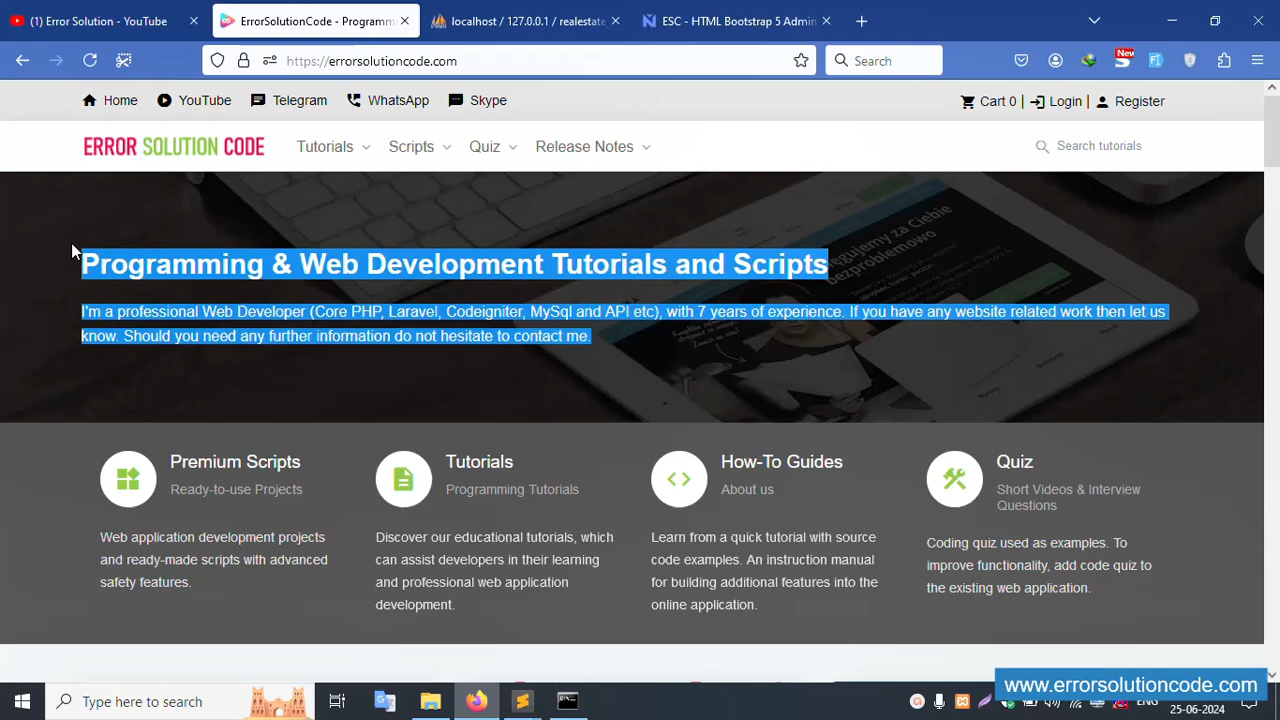 (1) Error Solution - YouTube
ErrorSolutionCode - Programm
localhost / 127.0.0.1 / realestate
ESC - HTML Bootstrap 5 Admin
https://errorsolutioncode.com
Search
New
Home
YouTube
Telegram
WhatsApp
Skype
Cart 0 |
Login |
Register
ERROR SOLUTION CODE
Tutorials
Scripts
Quiz
Release Notes
Search tutorials
Programming & Web Development Tutorials and Scripts
I'm a professional Web Developer (Core PHP, Laravel, Codeigniter, MySql and API etc), with 7 years of experience. If you have any website related work then let us
know. Should you need any further information do not hesitate to contact me.
Premium Scripts
Ready-to-use Projects
Web application development projects
and ready-made scripts with advanced
safety features.
Tutorials
Programming Tutorials
Discover our educational tutorials, which
can assist developers in their learning
and professional web application
development.
How-To Guides
About us
Learn from a quick tutorial with source
code examples. An instruction manual
for building additional features into the
online application.
Quiz
Short Videos & Interview
Questions
Coding quiz used as examples. To
improve functionality, add code quiz to
the existing web application.
Type here to search
www.errorsolutioncode.com
25-06-2024